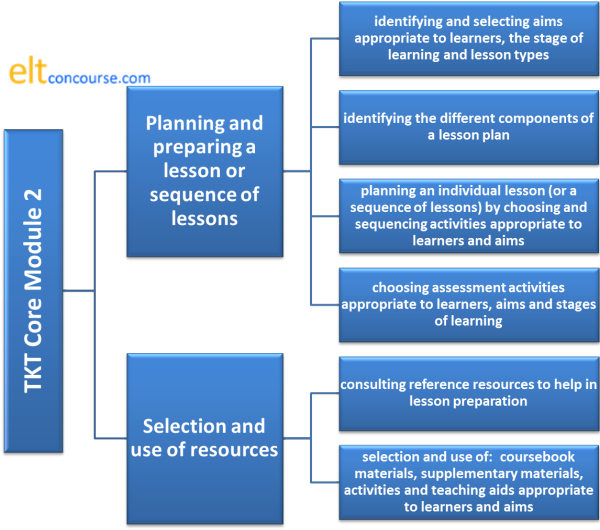 elt
concourse.com
TKT Core Module 2
Planning and
preparing a
lesson or
sequence of
lessons
identifying and selecting aims
appropriate to learners, the stage of
learning and lesson types
identifying the different components of
a lesson plan
planning an individual lesson (or a
sequence of lessons) by choosing and
sequencing activities appropriate to
learners and aims
choosing assessment activities
appropriate to learners, aims and stages
of learning
Selection and
use of resources
consulting reference resources to help in
lesson preparation
selection and use of:  coursebook
materials, supplementary materials,
activities and teaching aids appropriate
to learners and aims